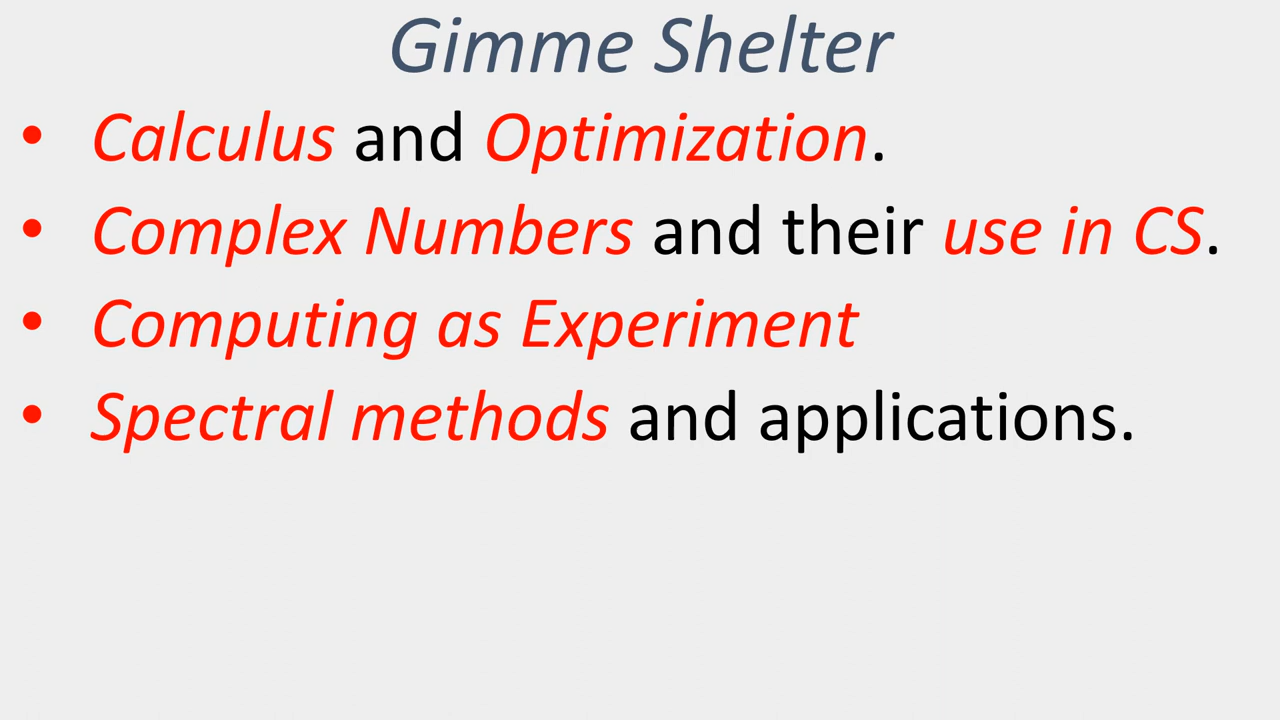 Gimme Shelter
• Calculus and Optimization.
• Complex Numbers and their use in CS.
• Computing as Experiment
• Spectral methods and applications.